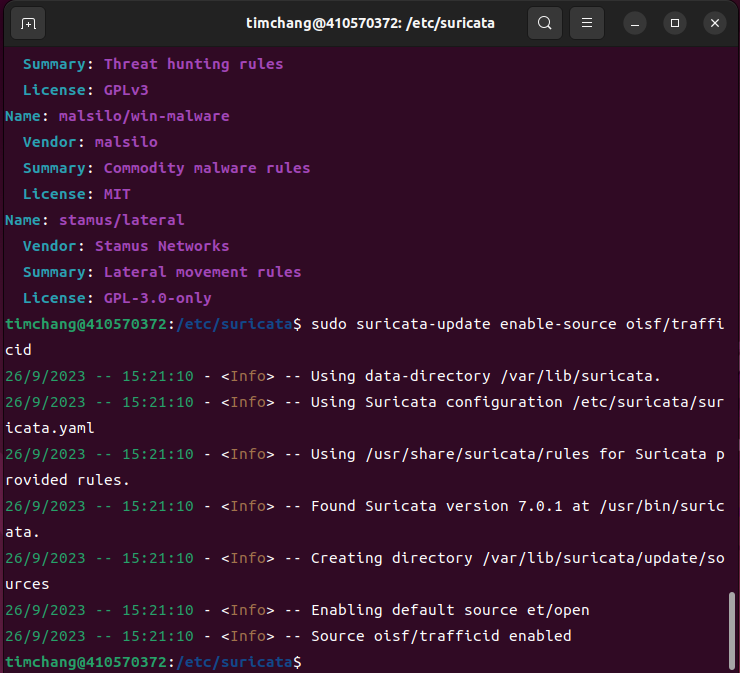 timchang@410570372: /etc/suricata
  Summary: Threat hunting rules
  License: GPLv3
Name: malsilo/win-malware
  Vendor: malsilo
  Summary: Commodity malware rules
  License: MIT
Name: stamus/lateral
  Vendor: Stamus Networks
  Summary: Lateral movement rules
  License: GPL-3.0-only
timchang@410570372:/etc/suricata$ sudo suricata-update enable-source oisf/traffi
cid
26/9/2023 -- 15:21:10 - <Info> -- Using data-directory /var/lib/suricata.
26/9/2023 -- 15:21:10 - <Info> -- Using Suricata configuration /etc/suricata/sur
icata.yaml
26/9/2023 -- 15:21:10 - <Info> -- Using /usr/share/suricata/rules for Suricata p
rovided rules.
26/9/2023 -- 15:21:10 - <Info> -- Found Suricata version 7.0.1 at /usr/bin/suric
ata.
26/9/2023 -- 15:21:10 - <Info> -- Creating directory /var/lib/suricata/update/so
urces
26/9/2023 -- 15:21:10 - <Info> -- Enabling default source et/open
26/9/2023 -- 15:21:10 - <Info> -- Source oisf/trafficid enabled
timchang@410570372:/etc/suricata$